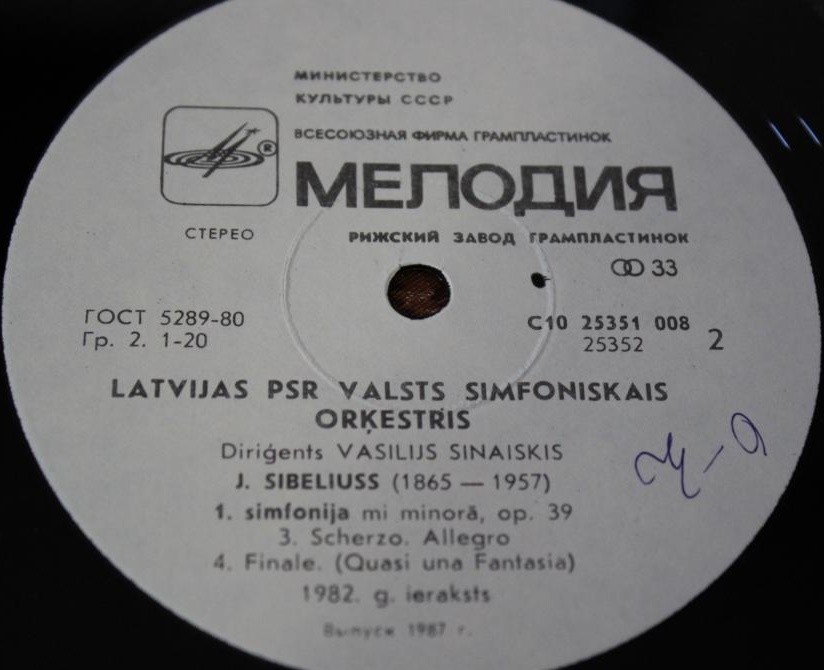 МИНИСТЕРСТВО
КУЛЬТУРЫ СССР
ВСЕСОЮЗНАЯ ФИРМА ГРАМПЛАСТИНОК
®
МЕЛОДИЯ
СТЕРЕО
РИЖСКИЙ ЗАВОД ГРАМПЛАСТИНОК
33
ГОСТ 5289-80
Гр. 2. 1-20
С10 25351 008
25352
2
LATVIJAS PSR VALSTS SIMFONISKAIS
ORĶESTRIS
Diriģents VASILIJS SINAISKIS
J. SIBELIUSS (1865 — 1957)
1. simfonija mi minorā, op. 39
3. Scherzo. Allegro
4. Finale. (Quasi una Fantasia)
1982. g. ieraksts
Выпуск 1987 г.